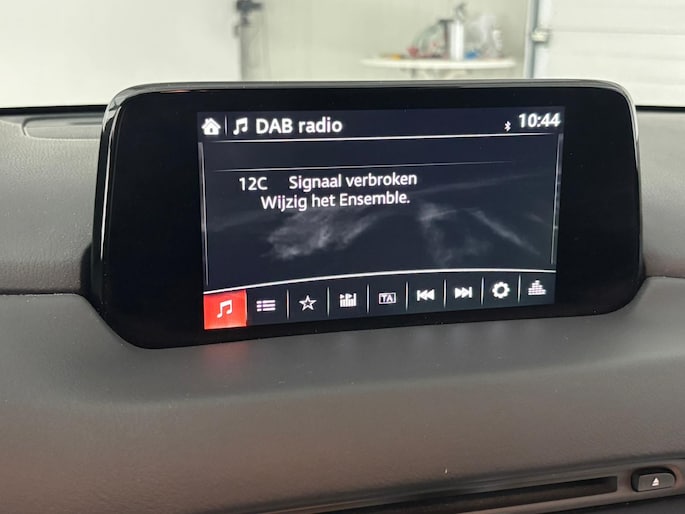 DAB radio 10:44
12C Signaal verbroken
Wijzig het Ensemble.
TA